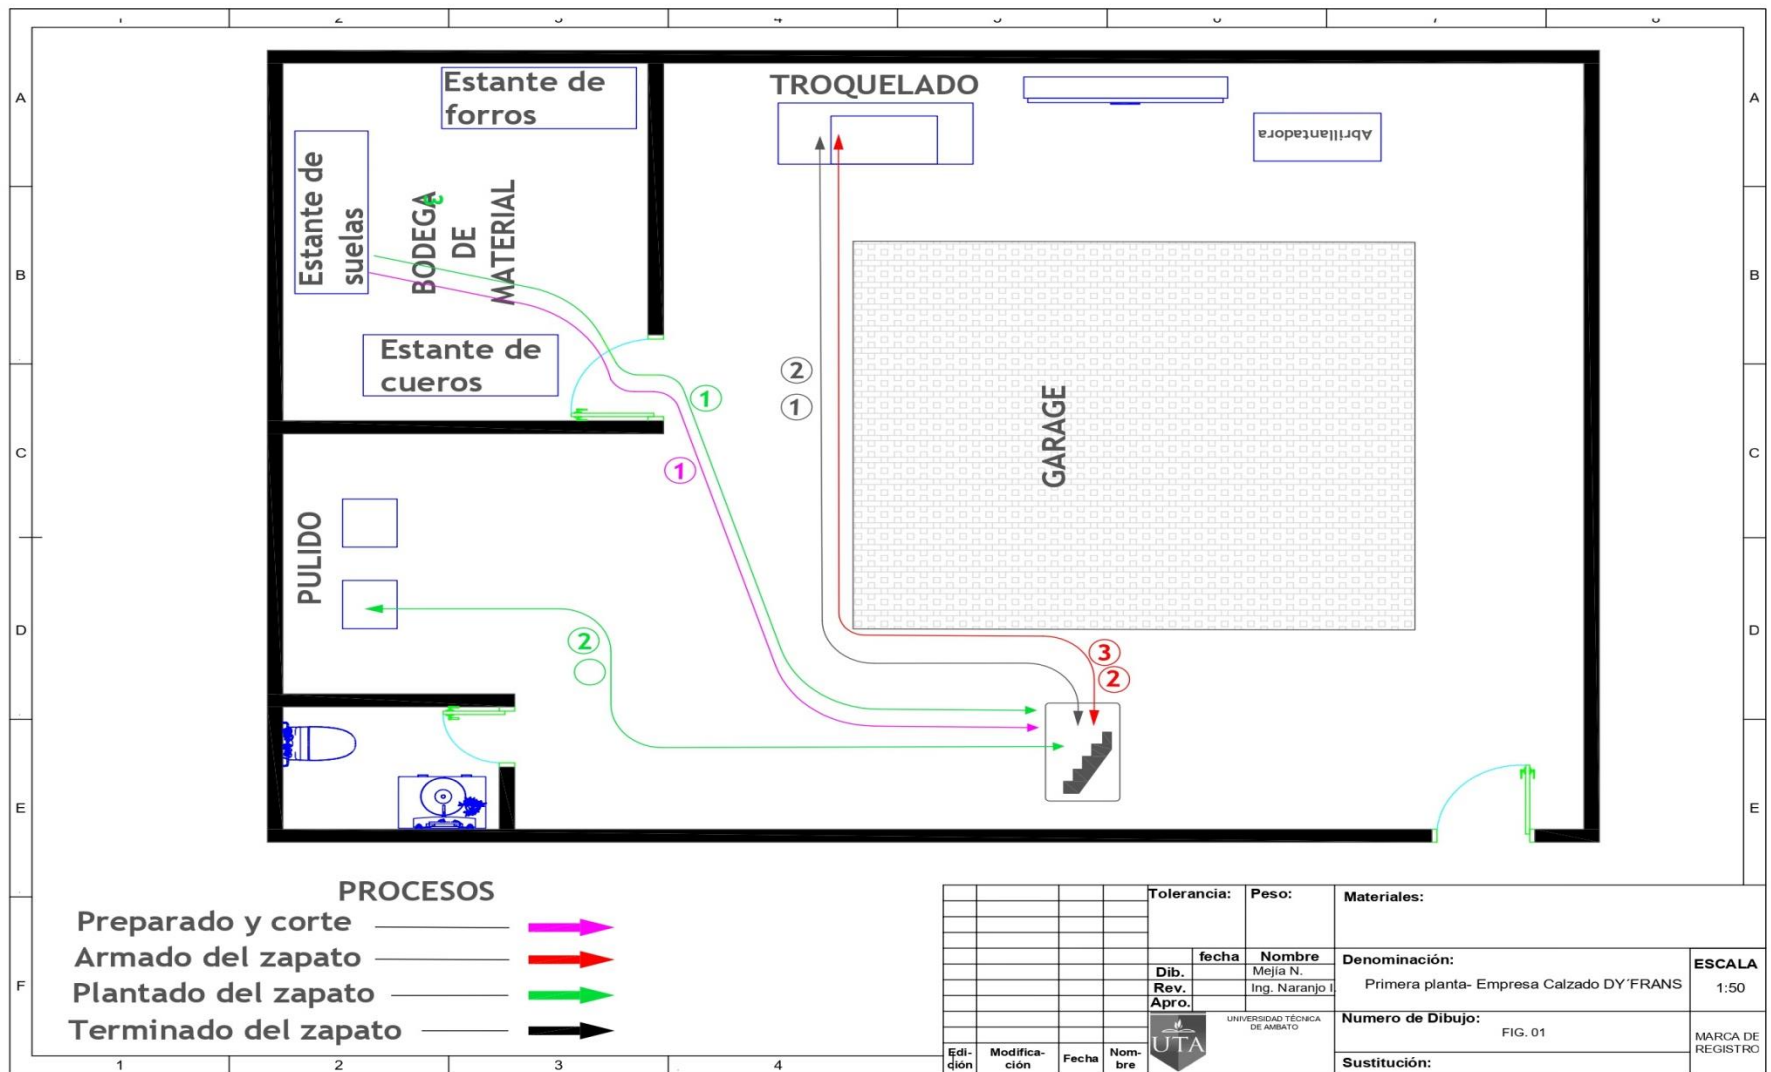 A
B
C
D
E
F
A
B
C
D
E
Estante de
forros
Estante de
suelas
BODEGA
DE
MATERIAL
3
Estante de
cueros
TROQUELADO
Abrillantadora
GARAGE
PULIDO
2
1
1
1
2
3
2
PROCESOS
Preparado y corte
Armado del zapato
Plantado del zapato
Terminado del zapato
1
2
3
4
Tolerancia:
Peso:
Materiales:
fecha
Nombre
Dib.
Mejía N.
Rev.
Ing. Naranjo I.
Apro.
UNIVERSIDAD TÉCNICA
DE AMBATO
UTA
Denominación:
Primera planta- Empresa Calzado DY´FRANS
ESCALA
1:50
Numero de Dibujo:
FIG. 01
Sustitución:
MARCA DE
REGISTRO
Edi-
ción
Modifica-
ción
Fecha
Nom-
bre